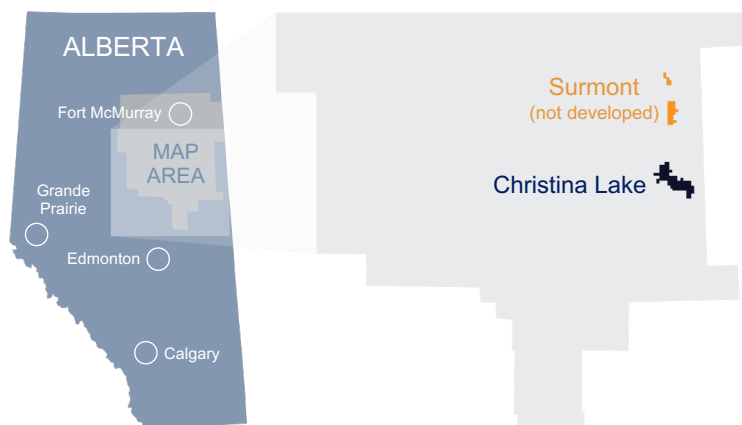 ALBERTA
Fort McMurray
MAP
AREA
Grande
Prairie
Edmonton
Calgary
Surmont
(not developed)
Christina Lake